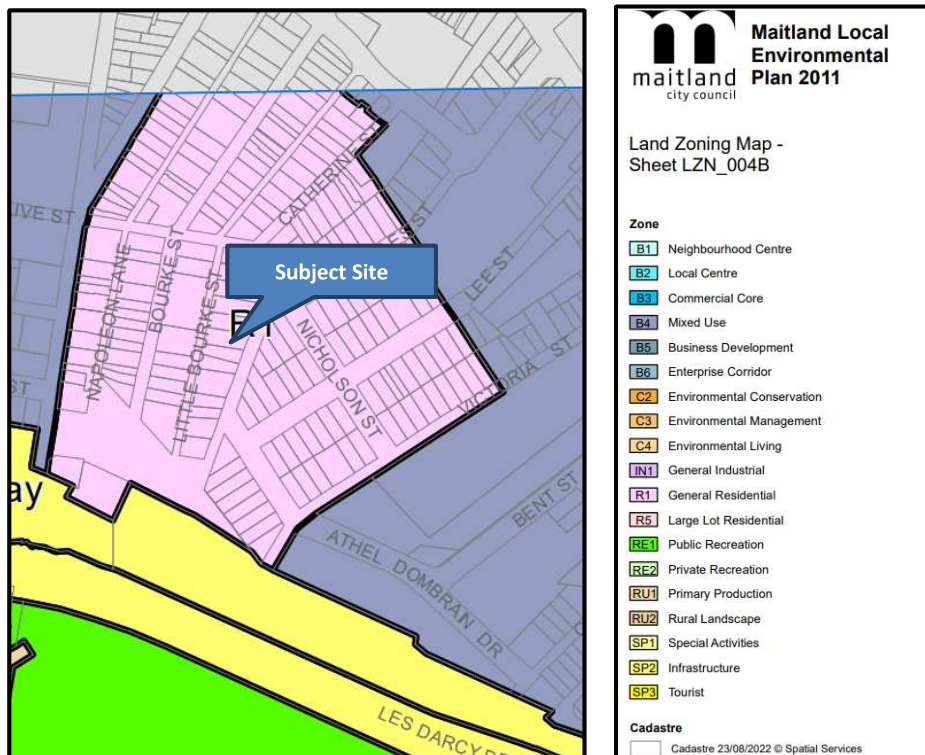 IVE ST
NAPOLEON LANE
BOURKE ST
LITTLE BOURKE ST
CATHERINE ST
Subject Site
R1
NICHOLSON ST
LEE ST
VICTORIA ST
BENT ST
ATHEL DOMBRAN DR
LES DARCY
ST
ay
maitland
city council
Maitland Local
Environmental
Plan 2011
Land Zoning Map -
Sheet LZN_004B
Zone
B1 Neighbourhood Centre
B2 Local Centre
B3 Commercial Core
B4 Mixed Use
B5 Business Development
B6 Enterprise Corridor
C2 Environmental Conservation
C3 Environmental Management
C4 Environmental Living
IN1 General Industrial
R1 General Residential
R5 Large Lot Residential
RE1 Public Recreation
RE2 Private Recreation
RU1 Primary Production
RU2 Rural Landscape
SP1 Special Activities
SP2 Infrastructure
SP3 Tourist
Cadastre
Cadastre 23/08/2022 © Spatial Services